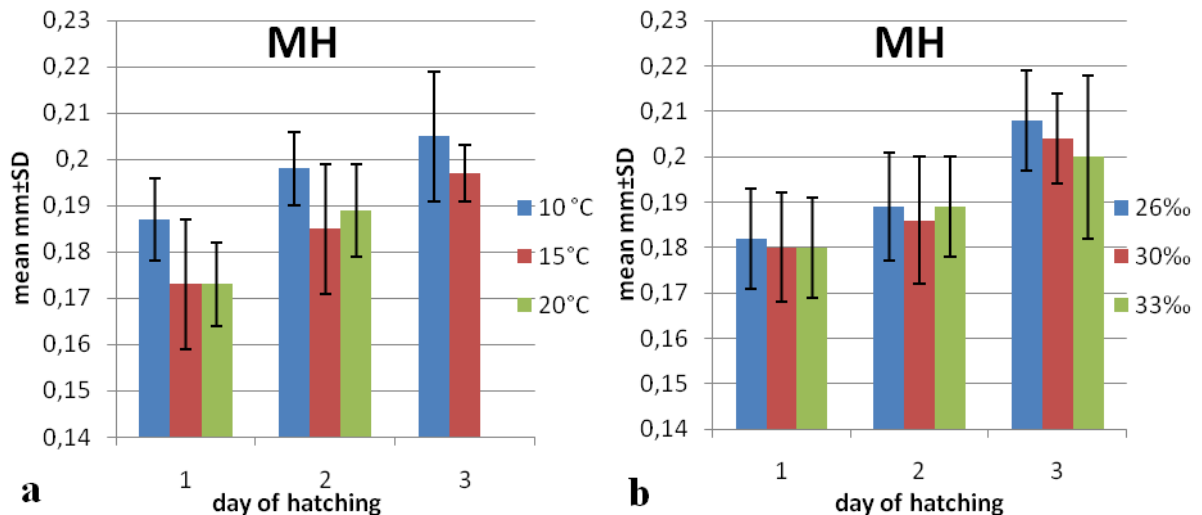 MH
0,23
0,22
0,21
0,2
0,19
0,18
0,17
0,16
0,15
0,14
mean mm±SD
1 2 3
day of hatching
10 °C
15°C
20°C
a
MH
0,23
0,22
0,21
0,2
0,19
0,18
0,17
0,16
0,15
0,14
mean mm±SD
1 2 3
day of hatching
26‰
30‰
33‰
b